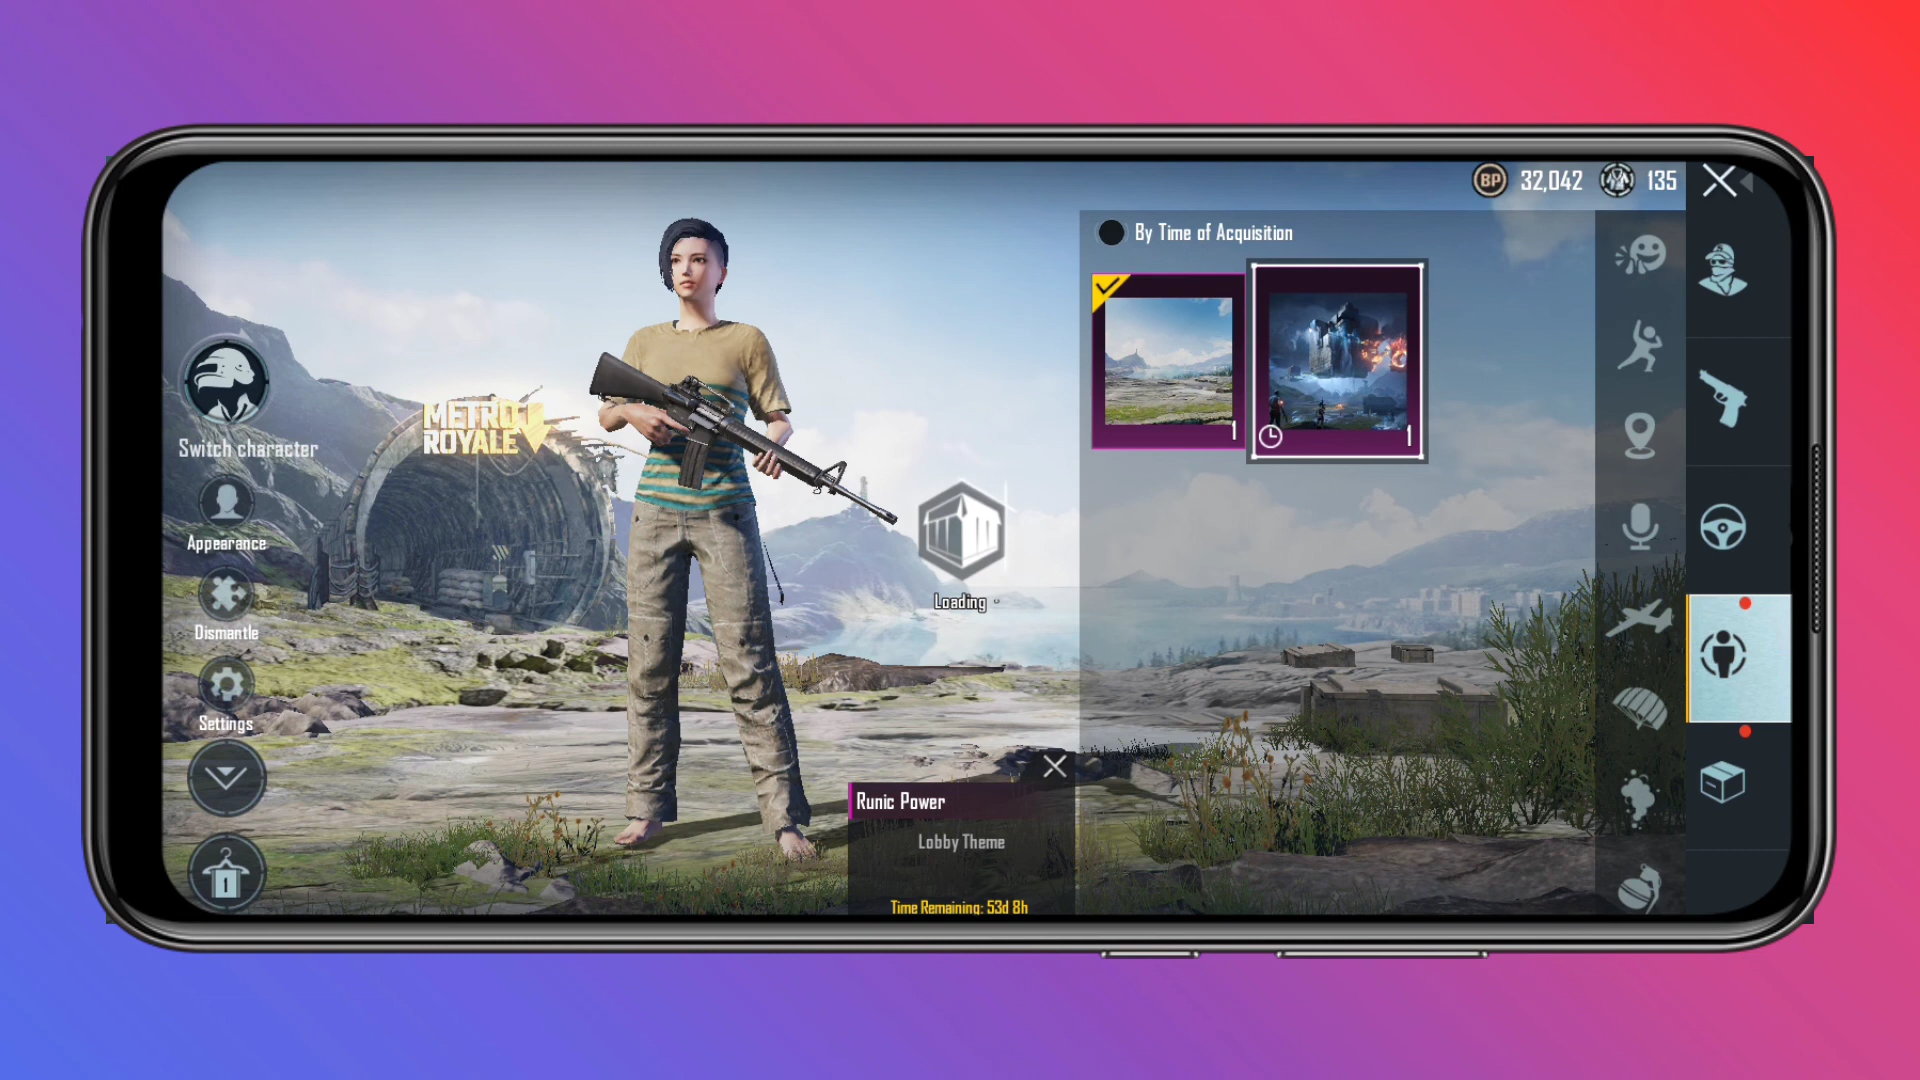 BP 32,042 135
By Time of Acquisition
1
1
METRO
ROYALE
Switch character
Appearance
Dismantle
Settings
1
Loading
Runic Power
Lobby Theme
Time Remaining: 53d 8h